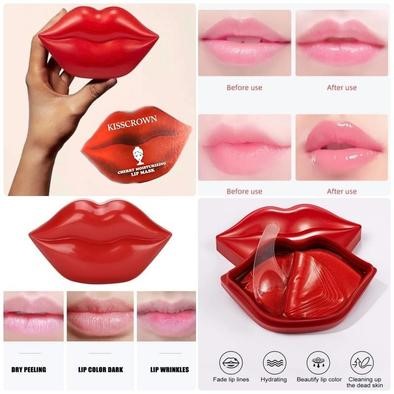 KISSCROWN
CHERRY MOISTURIZING
LIP MASK
Before use
After use
Before use
After use
DRY PEELING
LIP COLOR DARK
LIP WRINKLES
Fade lip lines
Hydrating
Beautify lip color
Cleaning up
the dead skin